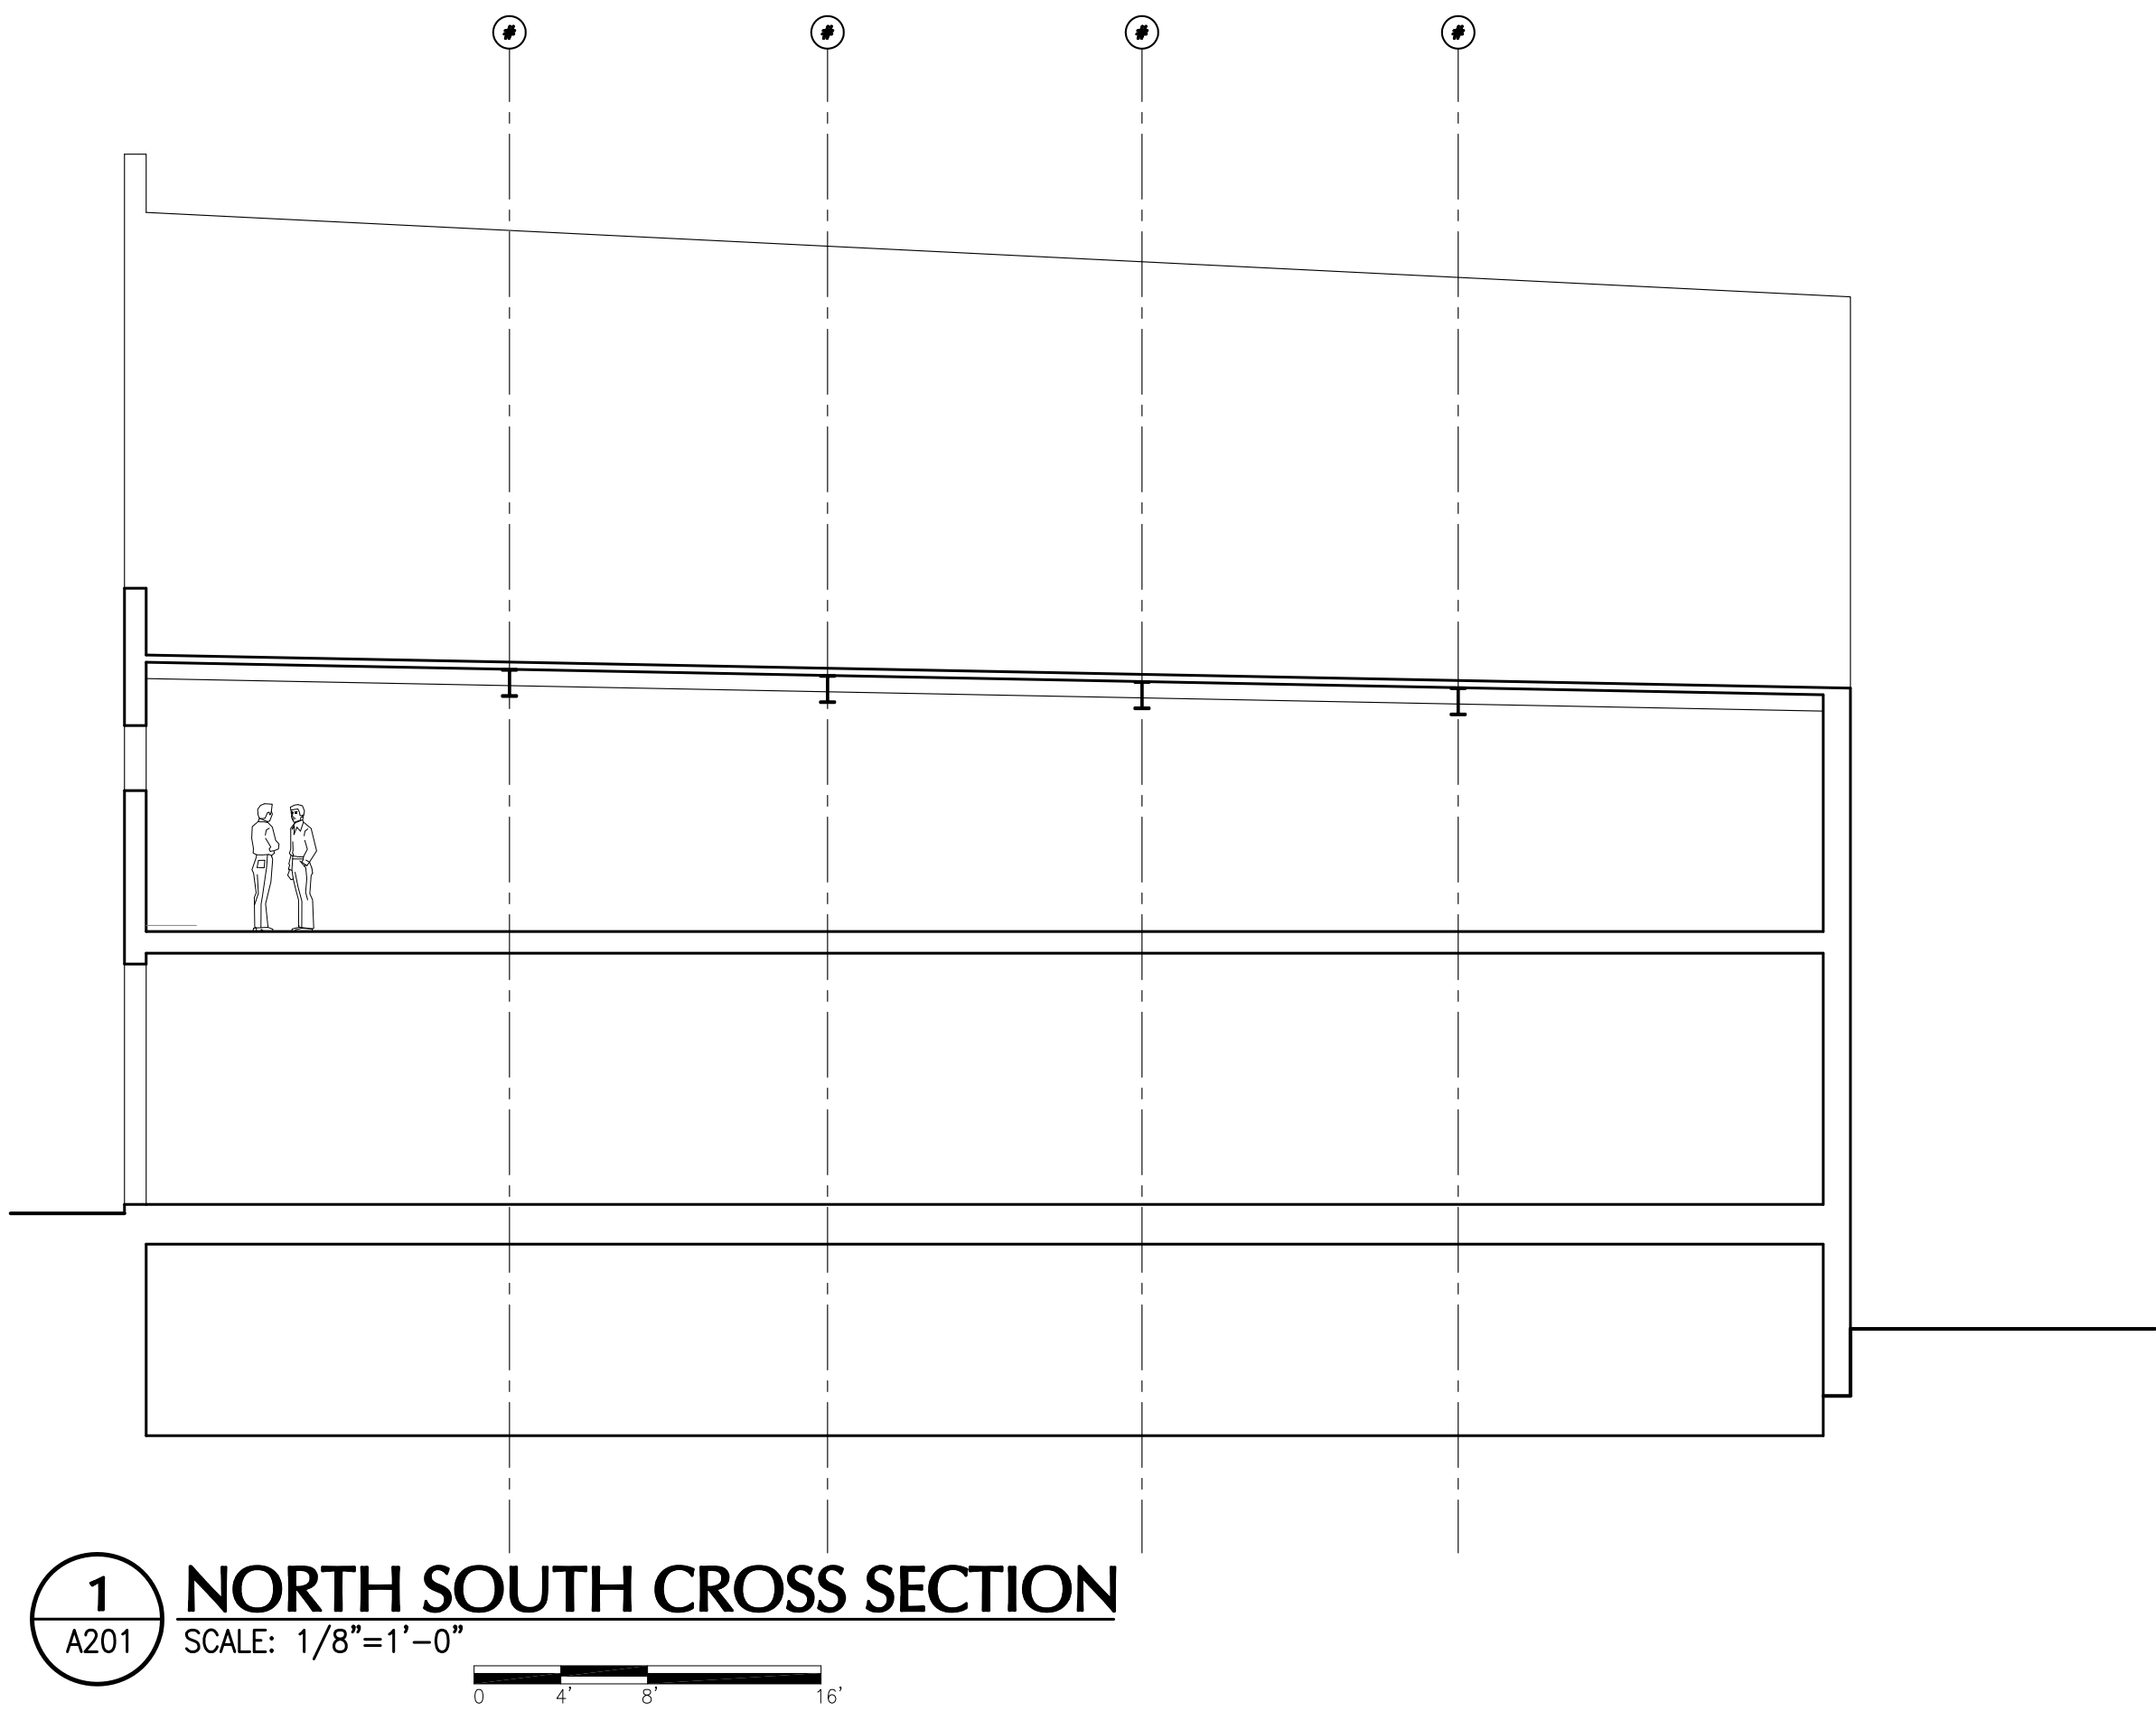 # # # #
1
A201
NORTH SOUTH CROSS SECTION
SCALE: 1/8"=1'-0"
0 4' 8' 16'